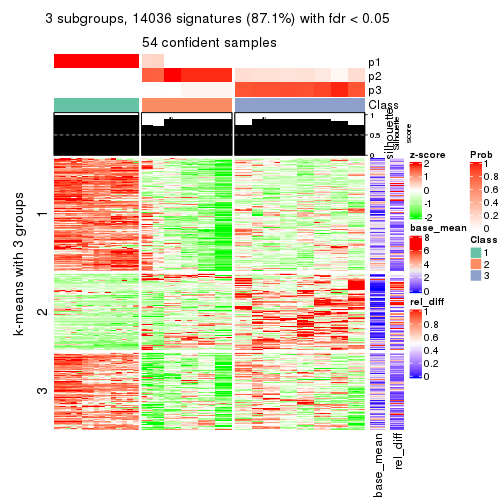 3 subgroups, 14036 signatures (87.1%) with fdr < 0.05
54 confident samples
p1
p2
p3
Class
1
0.5
0
silhouette
Silhouette
score
k-means with 3 groups
1
2
3
base_mean
rel_diff
z-score
2
1
0
-1
-2
base_mean
8
6
4
2
0
rel_diff
1
0.8
0.6
0.4
0.2
0
Prob
1
0.8
0.6
0.4
0.2
0
Class
1
2
3